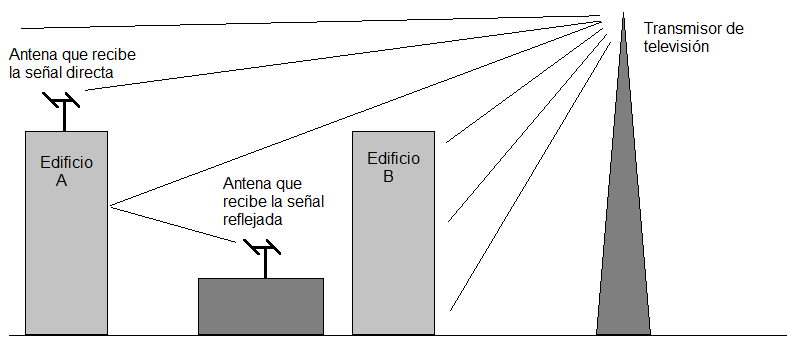 Transmisor de
televisión
Antena que recibe
la señal directa
Edificio
A
Edificio
B
Antena que
recibe la señal
reflejada